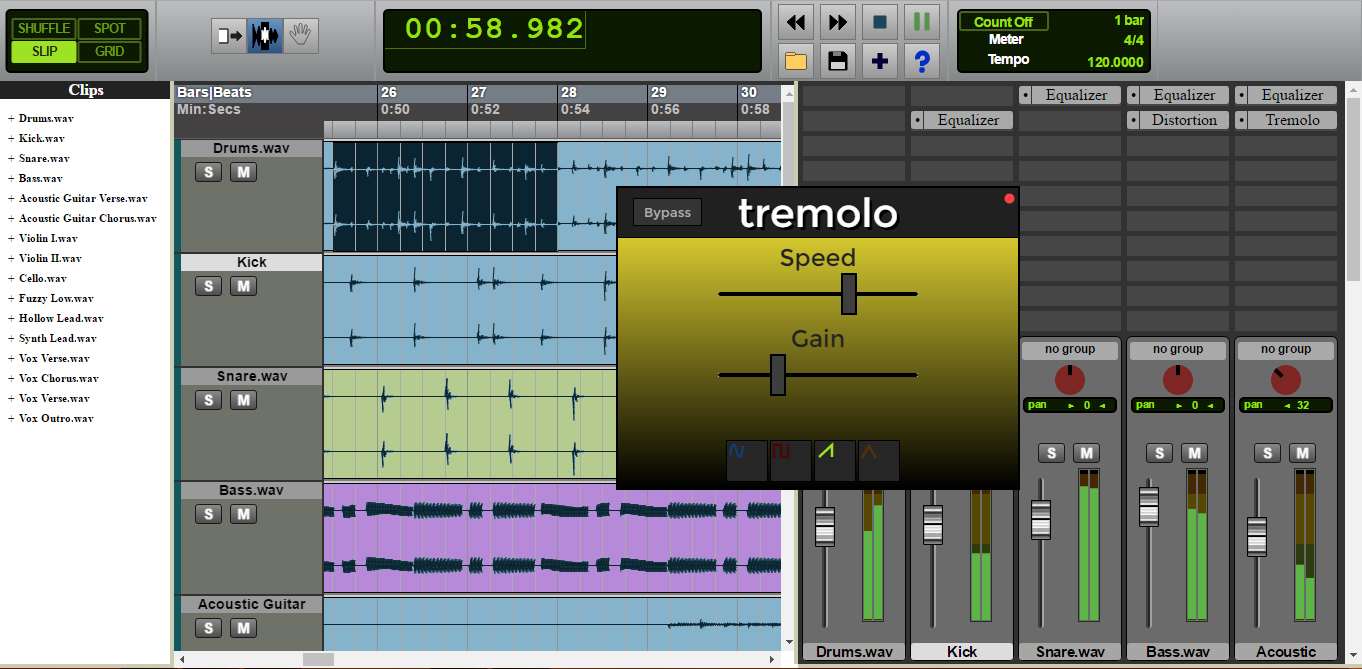 SHUFFLE SPOT
SLIP GRID
00:58.982
Count Off 1 bar
Meter 4/4
Tempo 120.0000
Clips
+ Drums.wav
+ Kick.wav
+ Snare.wav
+ Bass.wav
+ Acoustic Guitar Verse.wav
+ Acoustic Guitar Chorus.wav
+ Violin I.wav
+ Violin II.wav
+ Cello.wav
+ Fuzzy Low.wav
+ Hollow Lead.wav
+ Synth Lead.wav
+ Vox Verse.wav
+ Vox Chorus.wav
+ Vox Verse.wav
+ Vox Outro.wav
Bars|Beats 26 27 28 29 30
Min:Secs 0:50 0:52 0:54 0:56 0:58
Drums.wav
S M
Kick
S M
Snare.wav
S M
Bass.wav
S M
Acoustic Guitar
S M
Equalizer Equalizer Equalizer
Equalizer Distortion Tremolo
Bypass tremolo
Speed
Gain
no group no group no group
pan 0 pan 0 pan 32
S M S M S M
Drums.wav Kick Snare.wav Bass.wav Acoustic